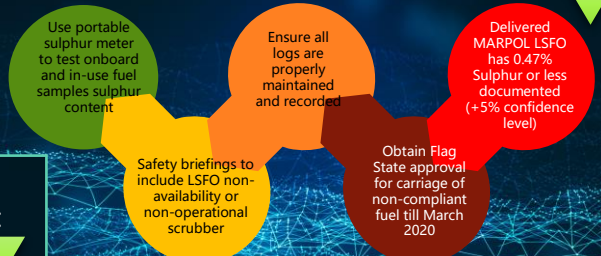 Use portable
sulphur meter
to test onboard
and in-use fuel
samples sulphur
content
Safety briefings to
include LSFO non-
availability or
non-operational
scrubber
Ensure all
logs are
properly
maintained
and recorded
Obtain Flag
State approval
for carriage of
non-compliant
fuel till March
2020
Delivered
MARPOL LSFO
has 0.47%
Sulphur or less
documented
(+5% confidence
level)